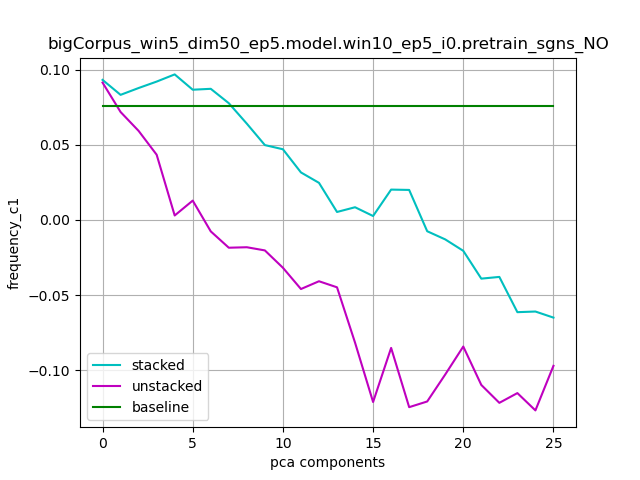 bigCorpus_win5_dim50_ep5.model.win10_ep5_i0.pretrain_sgns_NO
0.10
0.05
0.00
−0.05
−0.10
frequency_c1
stacked
unstacked
baseline
0 5 10 15 20 25
pca components